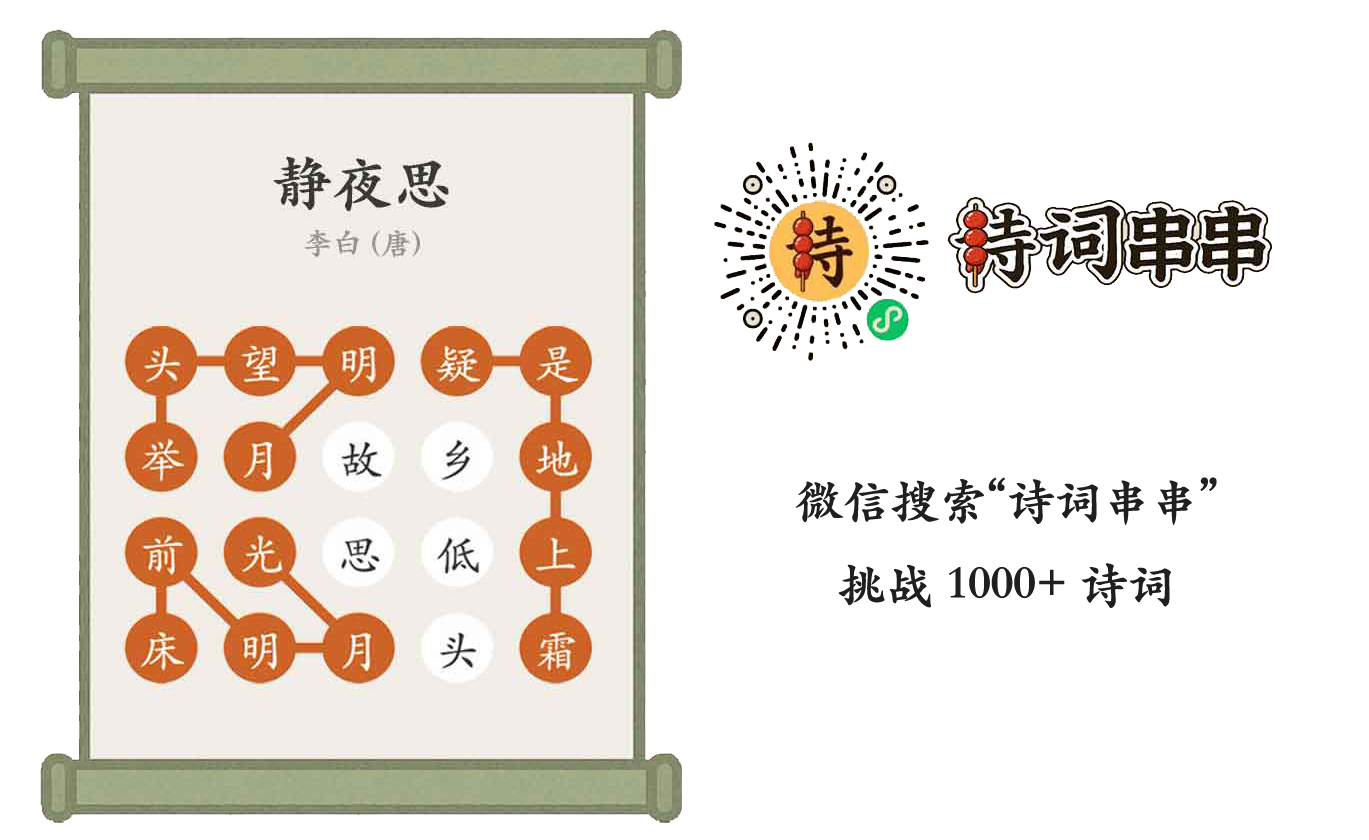 静夜思
李白（唐）
头望明疑是
举月故乡地
前光思低上
床明月头霜
诗
诗词串串
微信搜索“诗词串串”
挑战 1000+ 诗词